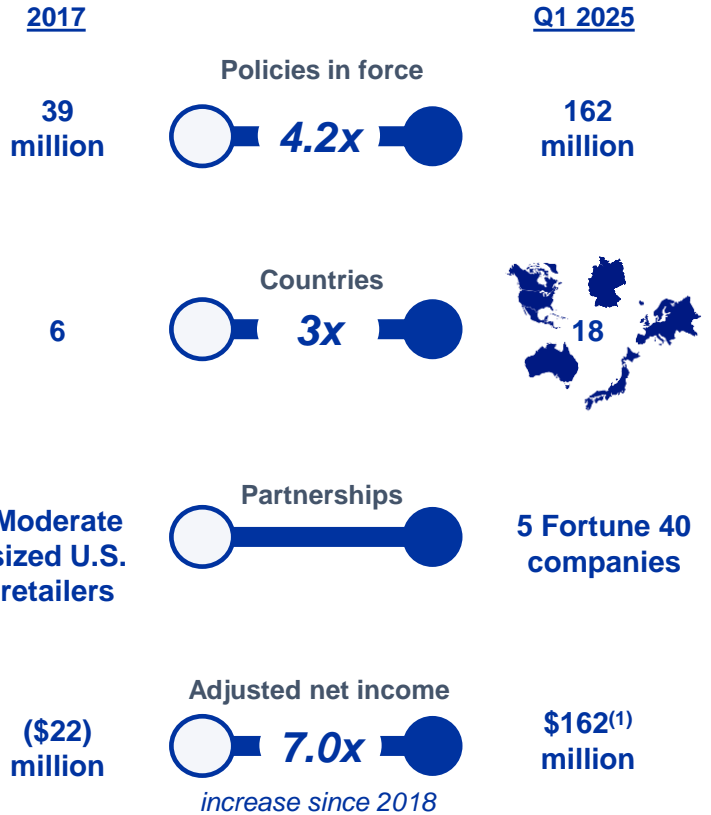 2017
Q1 2025
Policies in force
39
million
4.2x
162
million
Countries
6
3x
18
Partnerships
Moderate
sized U.S.
retailers
5 Fortune 40
companies
Adjusted net income
($22)
million
7.0x
$162(1)
million
increase since 2018